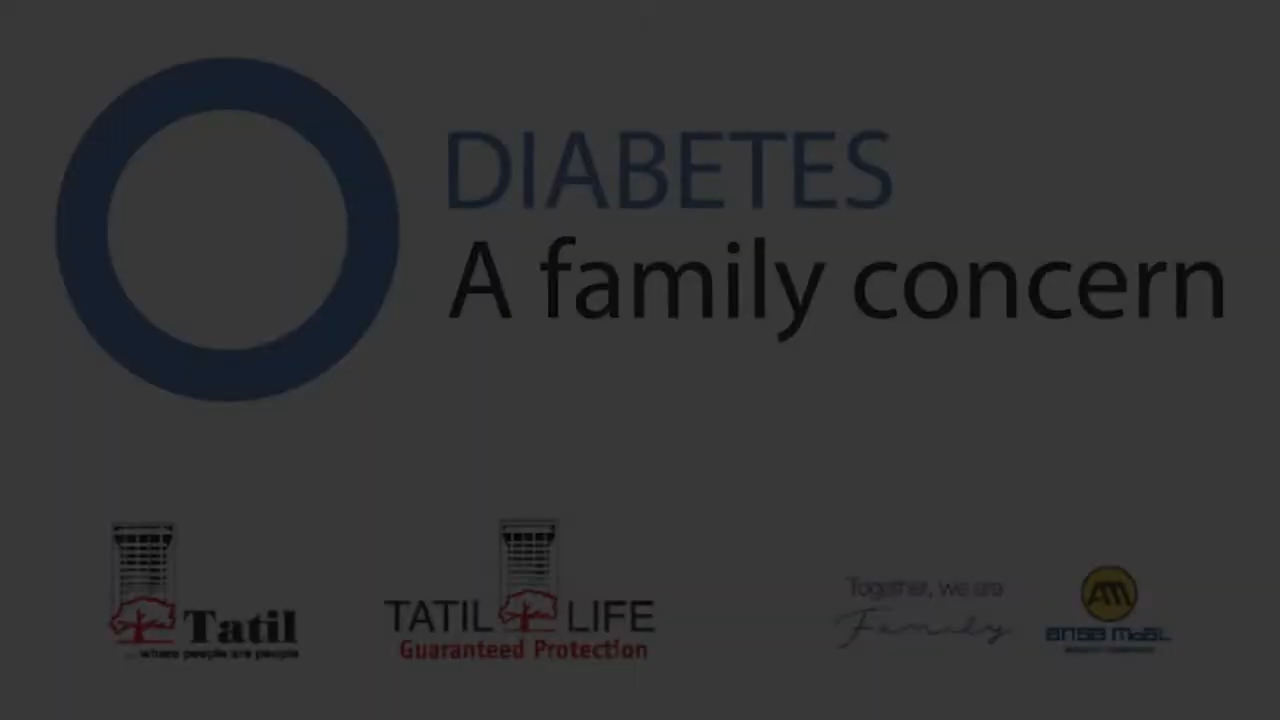 DIABETES
A family concern
Tatil
... where people are people
TATIL LIFE
Guaranteed Protection
Together, we are
Family
ansa mcal